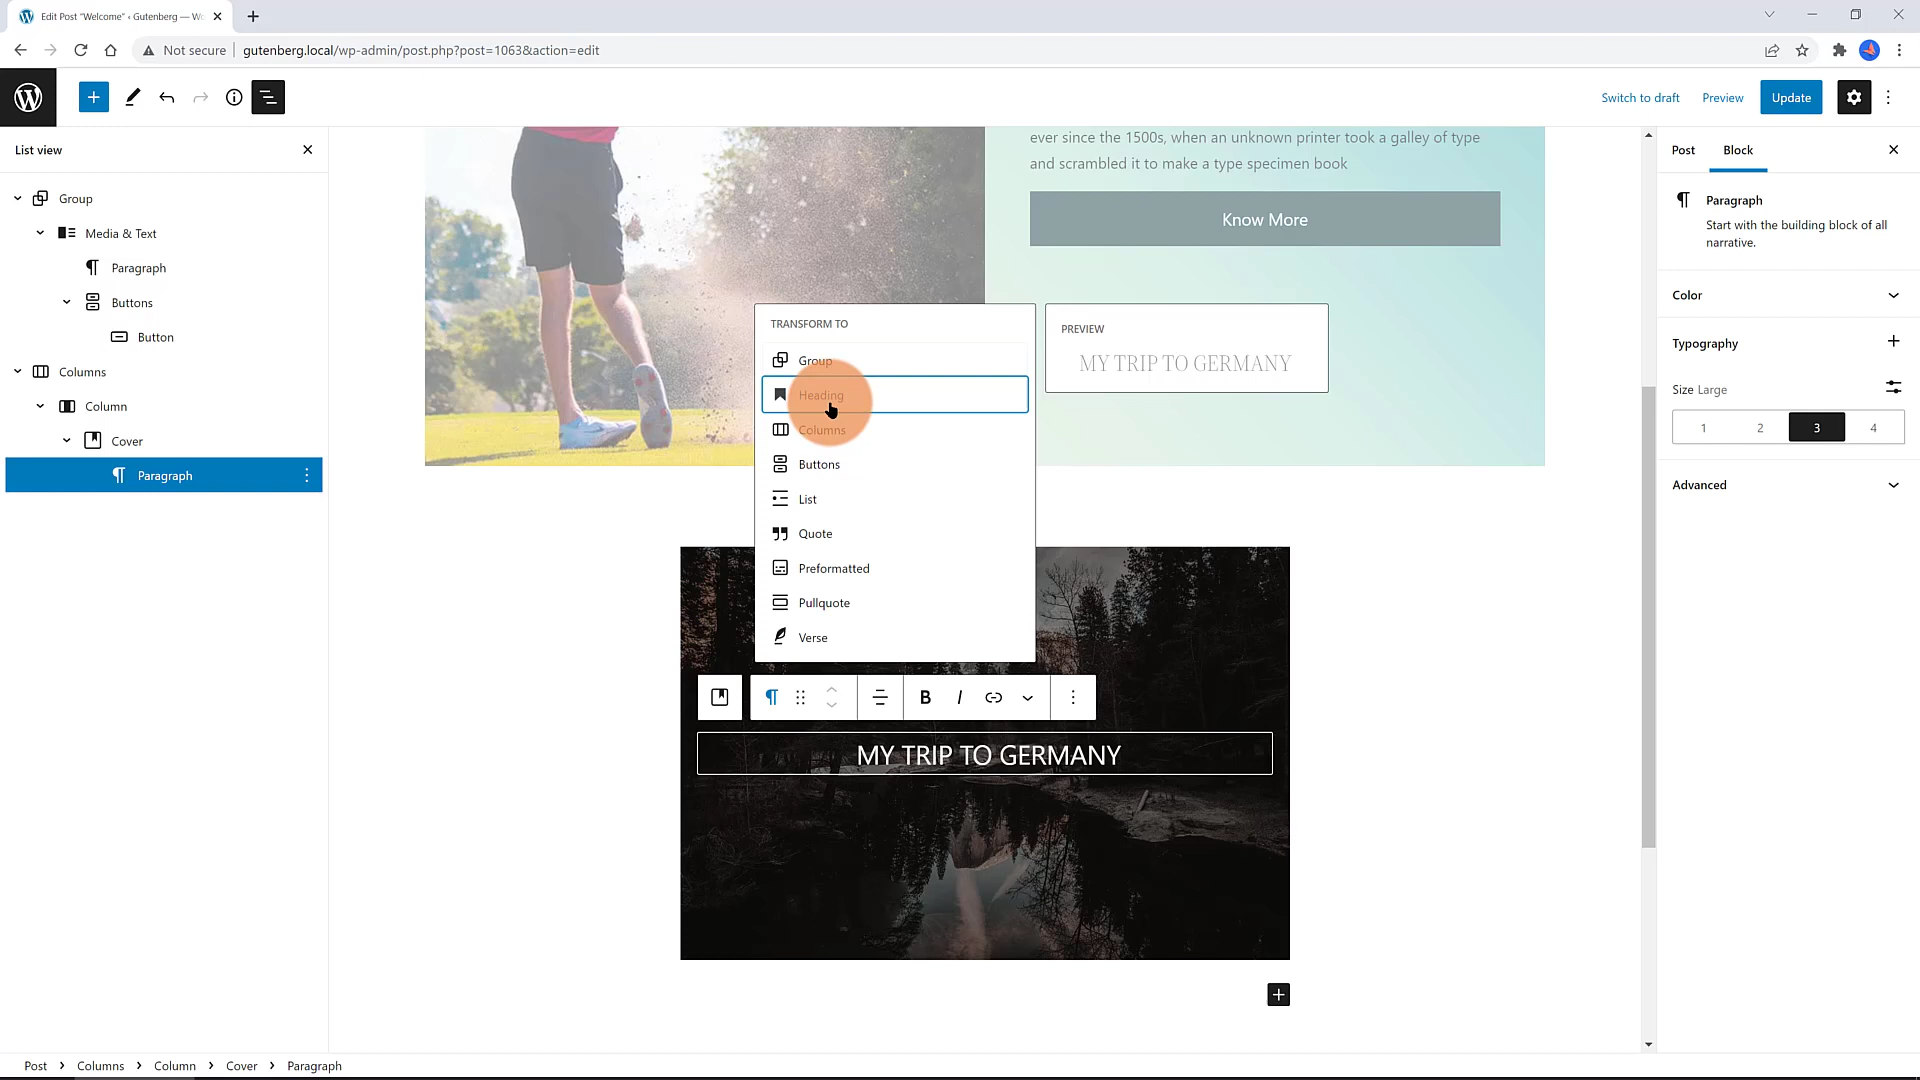 Edit Post "Welcome" ‹ Gutenberg — W
Not secure
gutenberg.local/wp-admin/post.php?post=1063&action=edit
Switch to draft
Preview
Update
List view
Group
Media & Text
Paragraph
Buttons
Button
Columns
Column
Cover
Paragraph
ever since the 1500s, when an unknown printer took a galley of type
and scrambled it to make a type specimen book
Know More
TRANSFORM TO
Group
Heading
Columns
Buttons
List
Quote
Preformatted
Pullquote
Verse
PREVIEW
MY TRIP TO GERMANY
B I
MY TRIP TO GERMANY
Post
Block
Paragraph
Start with the building block of all
narrative.
Color
Typography
Size Large
1 2 3 4
Advanced
Post Columns Column Cover Paragraph